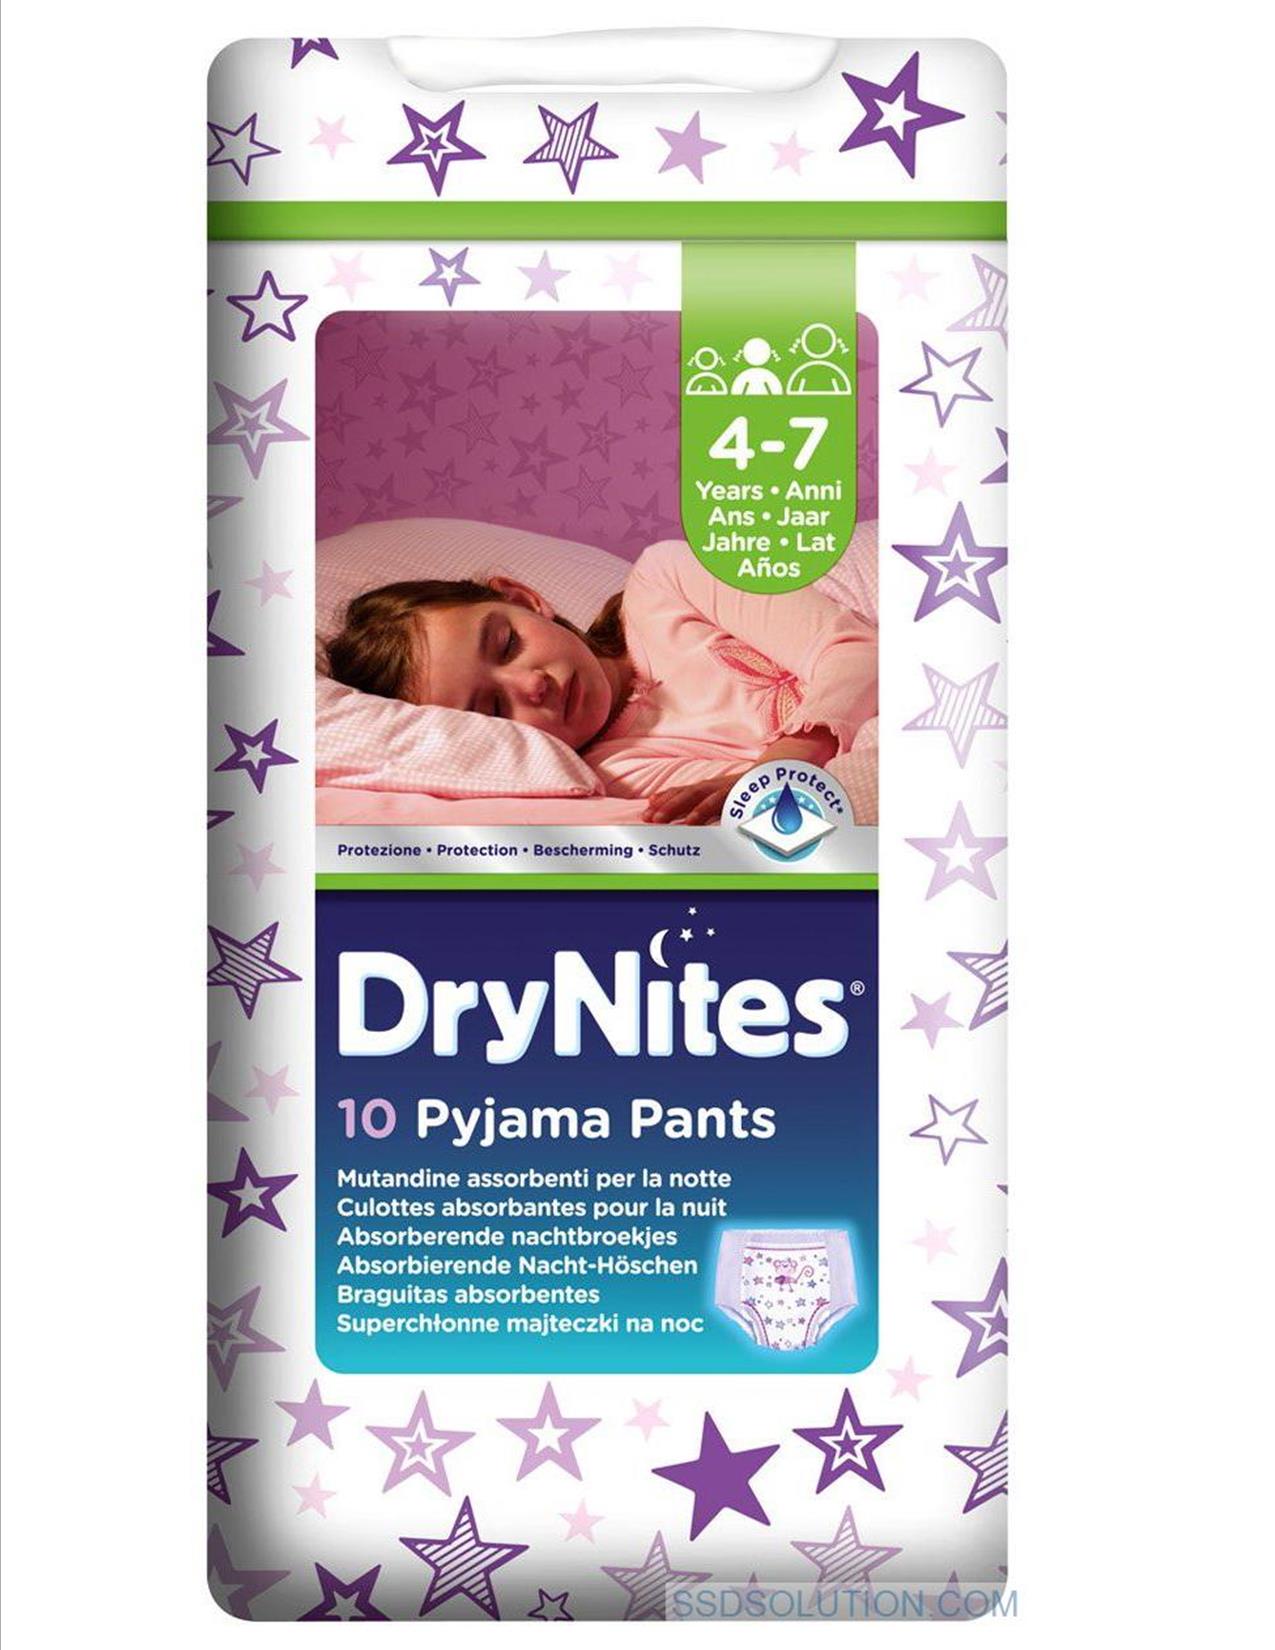 4-7
Years • Anni
Ans • Jaar
Jahre • Lat
Años
Sleep Protect*
Protezione • Protection • Bescherming • Schutz
DryNites®
10 Pyjama Pants
Mutandine assorbenti per la notte
Culottes absorbantes pour la nuit
Absorberende nachtbroekjes
Absorbierende Nacht-Höschen
Braguitas absorbentes
Superchłonne majteczki na noc
SSDSOLUTION.COM